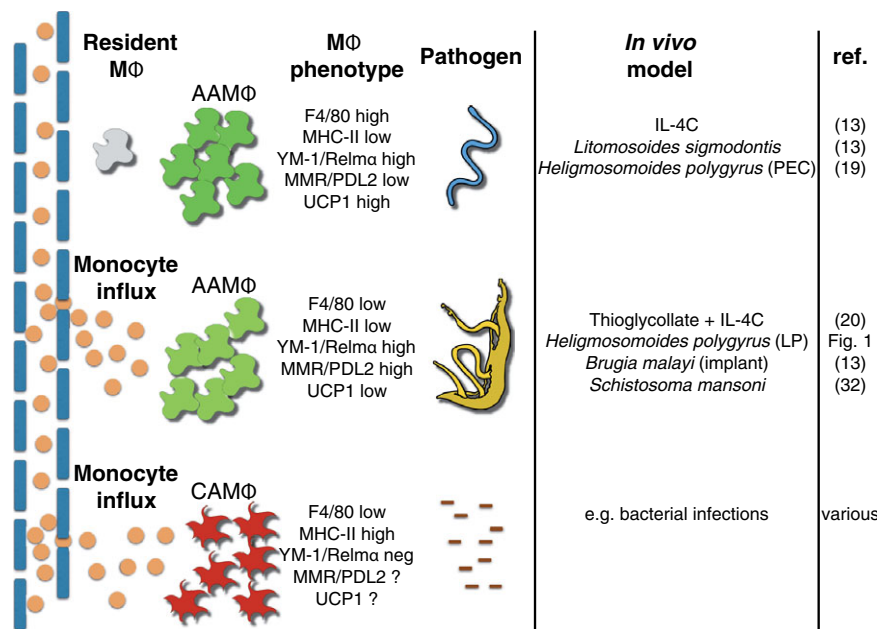 Resident
MΦ
MΦ
phenotype
Pathogen
In vivo
model
ref.
AAMΦ
F4/80 high
MHC-II low
YM-1/Relmα high
MMR/PDL2 low
UCP1 high
IL-4C (13)
Litomosoides sigmodontis (13)
Heligmosomoides polygyrus (PEC) (19)
Monocyte
influx
AAMΦ
F4/80 low
MHC-II low
YM-1/Relmα high
MMR/PDL2 high
UCP1 low
Thioglycollate + IL-4C (20)
Heligmosomoides polygyrus (LP) Fig. 1
Brugia malayi (implant) (13)
Schistosoma mansoni (32)
Monocyte
influx
CAMΦ
F4/80 low
MHC-II high
YM-1/Relmα neg
MMR/PDL2 ?
UCP1 ?
e.g. bacterial infections various